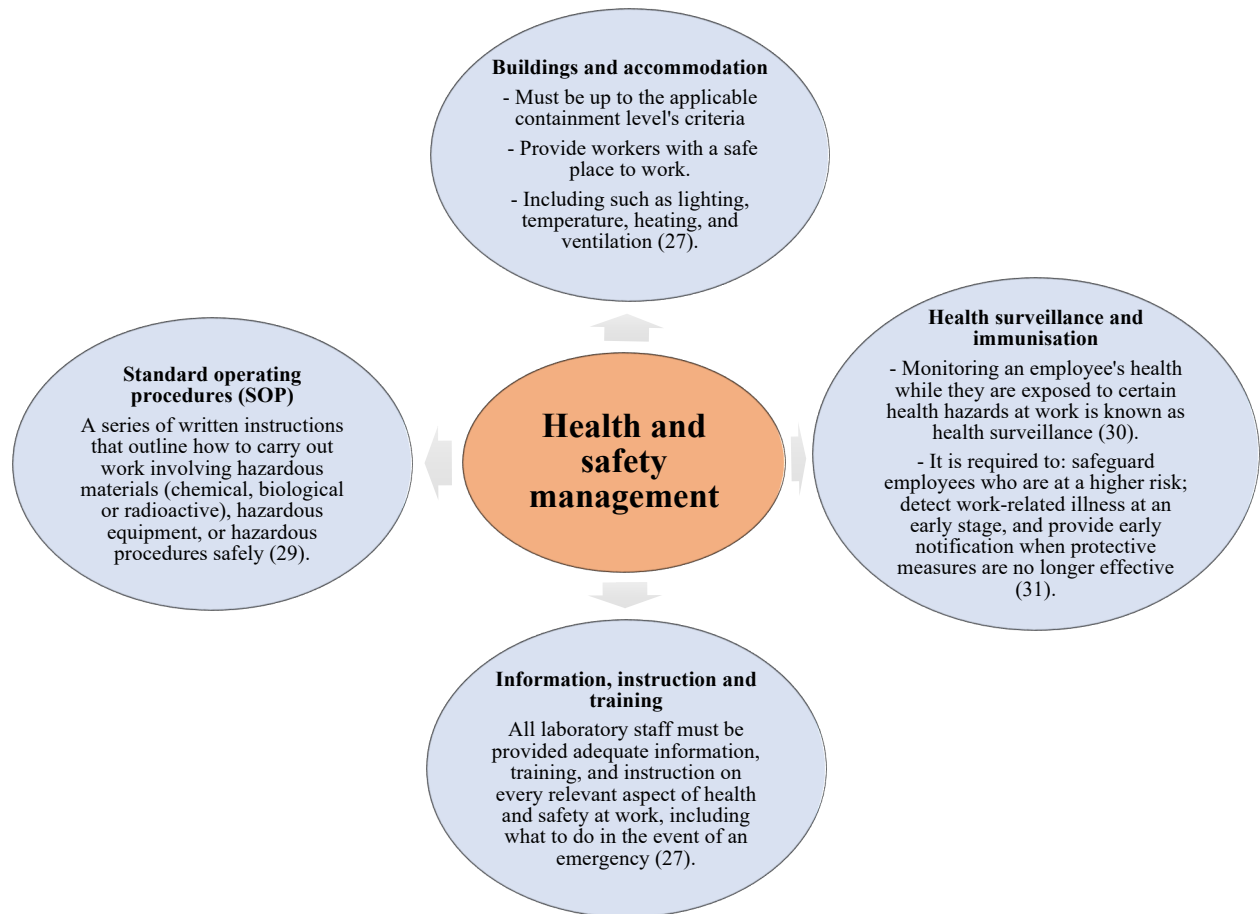 Buildings and accommodation
- Must be up to the applicable
containment level's criteria
- Provide workers with a safe
place to work.
- Including such as lighting,
temperature, heating, and
ventilation (27).
Standard operating
procedures (SOP)
A series of written instructions
that outline how to carry out
work involving hazardous
materials (chemical, biological
or radioactive), hazardous
equipment, or hazardous
procedures safely (29).
Health and
safety
management
Health surveillance and
immunisation
- Monitoring an employee's health
while they are exposed to certain
health hazards at work is known as
health surveillance (30).
- It is required to: safeguard
employees who are at a higher risk;
detect work-related illness at an
early stage, and provide early
notification when protective
measures are no longer effective
(31).
Information, instruction and
training
All laboratory staff must be
provided adequate information,
training, and instruction on
every relevant aspect of health
and safety at work, including
what to do in the event of an
emergency (27).